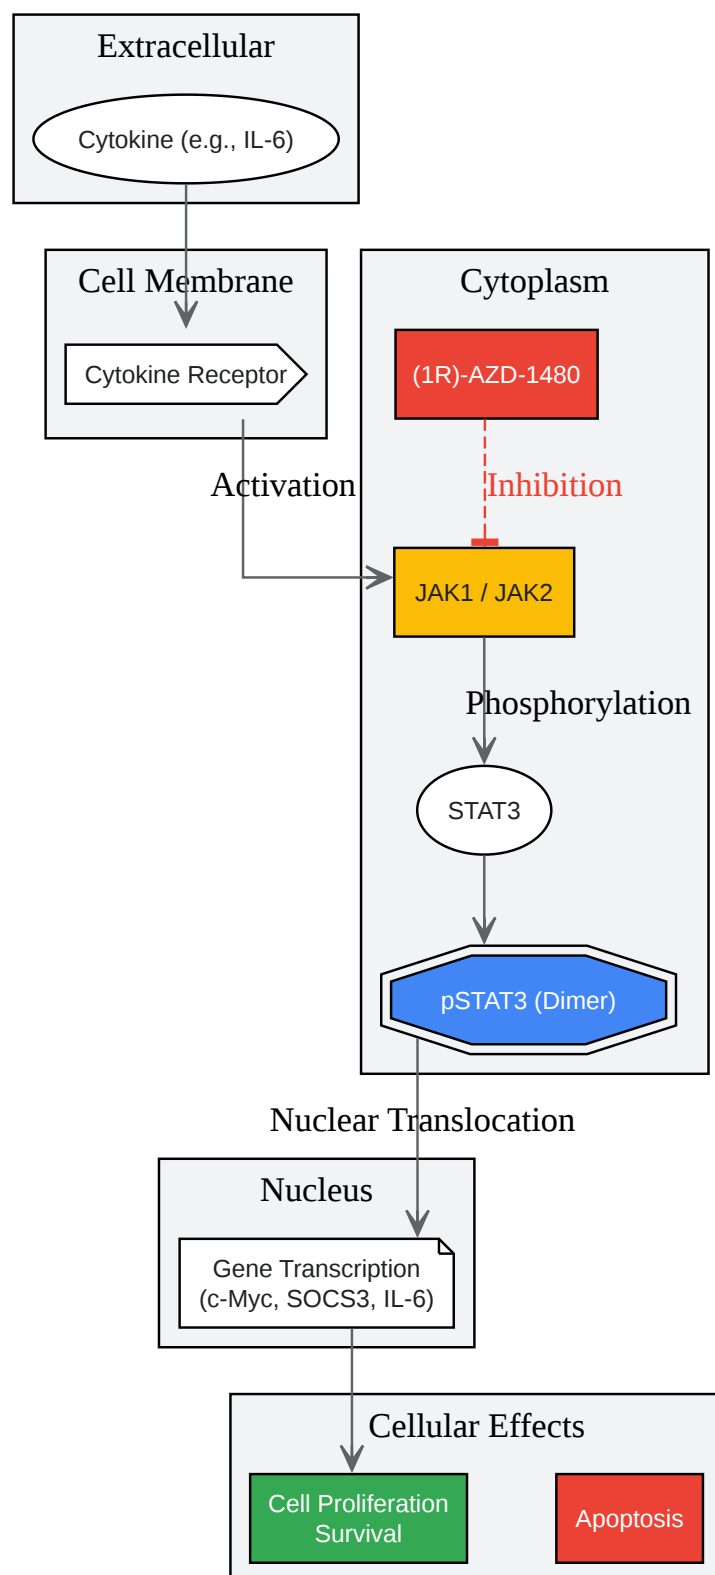 Extracellular
Cytokine (e.g., IL-6)
Cell Membrane
Cytokine Receptor
Cytoplasm
(1R)-AZD-1480
Activation
Inhibition
JAK1 / JAK2
Phosphorylation
STAT3
pSTAT3 (Dimer)
Nuclear Translocation
Nucleus
Gene Transcription
(c-Myc, SOCS3, IL-6)
Cellular Effects
Cell Proliferation
Survival
Apoptosis